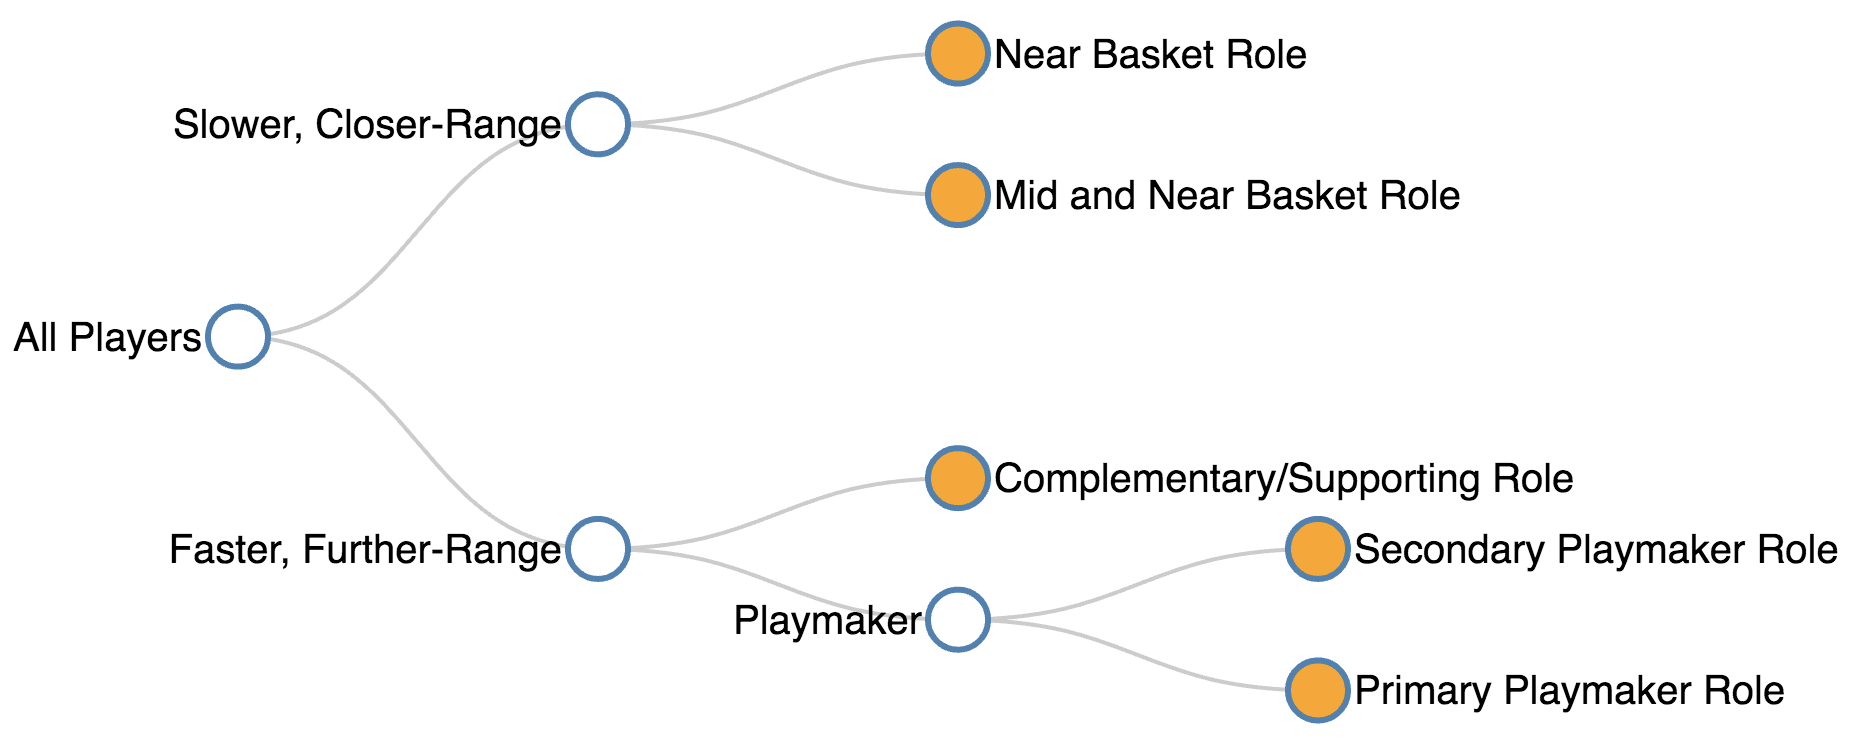 Near Basket Role
Slower, Closer-Range
Mid and Near Basket Role
All Players
Complementary/Supporting Role
Faster, Further-Range
Secondary Playmaker Role
Playmaker
Primary Playmaker Role